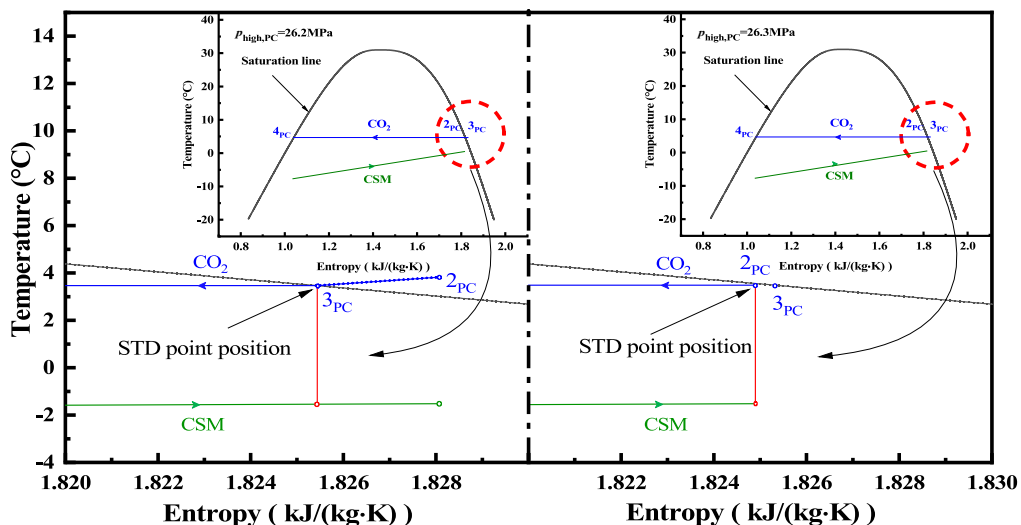 14
12
10
8
6
4
2
0
-2
-4
Temperature (°C)
1.820
1.822
1.824
1.826
1.828
Entropy ( kJ/(kg·K) )
CO2
2PC
3PC
STD point position
CSM
40
30
20
10
0
-10
-20
Temperature (°C)
0.8
1.0
1.2
1.4
1.6
1.8
2.0
Entropy ( kJ/(kg·K) )
phigh,PC=26.2MPa
Saturation line
4PC
CO2
2PC
3PC
CSM
1.822
1.824
1.826
1.828
1.830
Entropy ( kJ/(kg·K) )
CO2
2PC
3PC
STD point position
CSM
40
30
20
10
0
-10
-20
Temperature (°C)
0.8
1.0
1.2
1.4
1.6
1.8
2.0
Entropy ( kJ/(kg·K) )
phigh,PC=26.3MPa
Saturation line
4PC
CO2
2PC
3PC
CSM